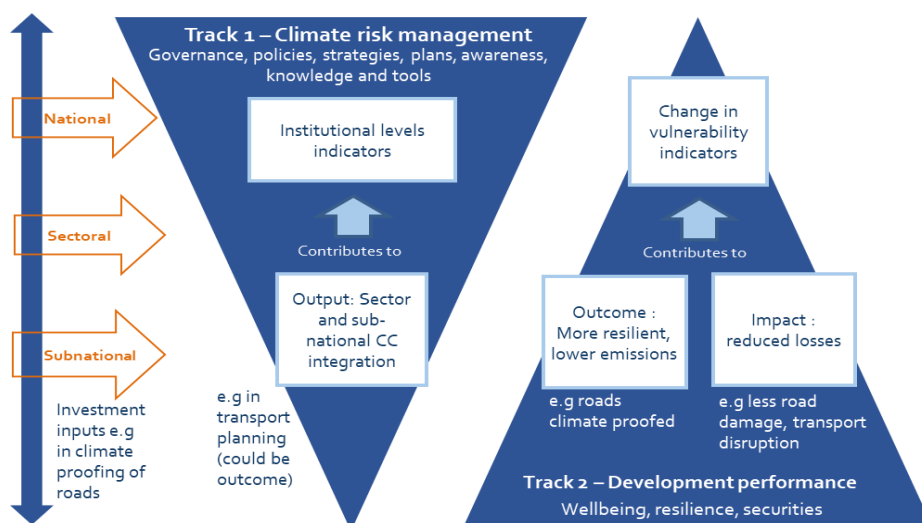 Track 1 – Climate risk management
Governance, policies, strategies, plans, awareness,
knowledge and tools
National
Institutional levels
indicators
Change in
vulnerability
indicators
Sectoral
Contributes to
Contributes to
Output: Sector
and sub-
national CC
integration
Outcome :
More resilient,
lower emissions
Impact :
reduced losses
Subnational
Investment
inputs e.g
in climate
proofing of
roads
e.g in
transport
planning
(could be
outcome)
e.g roads
climate proofed
e.g less road
damage, transport
disruption
Track 2 – Development performance
Wellbeing, resilience, securities